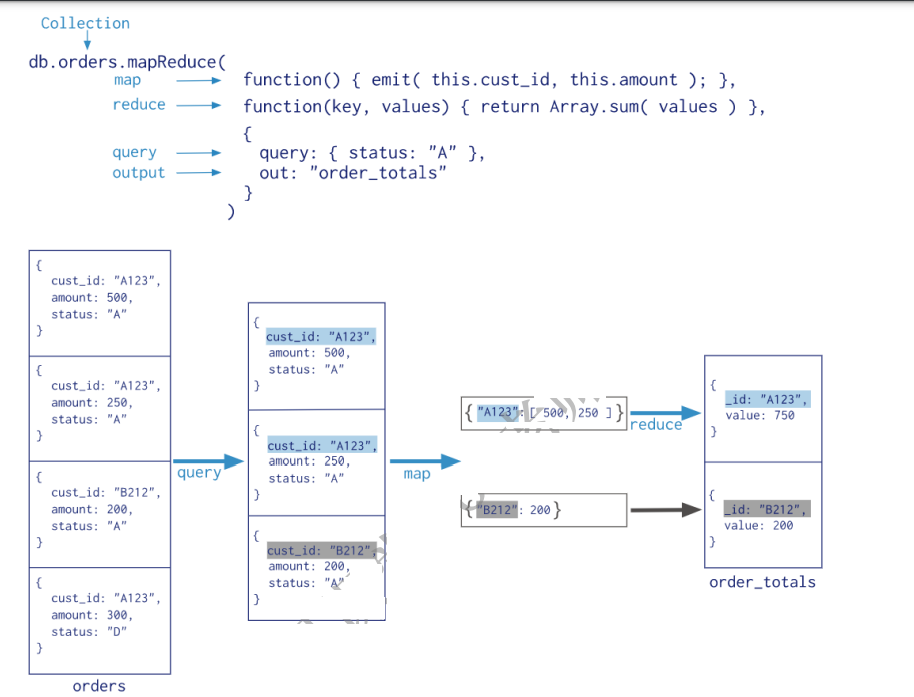 Collection
db.orders.mapReduce(
map function() { emit( this.cust_id, this.amount ); },
reduce function(key, values) { return Array.sum( values ) },
{
query query: { status: "A" },
output out: "order_totals"
}
)
{
cust_id: "A123",
amount: 500,
status: "A"
}
{
cust_id: "A123",
amount: 250,
status: "A"
}
{
cust_id: "B212",
amount: 200,
status: "A"
}
{
cust_id: "A123",
amount: 300,
status: "D"
}
orders
query
{
cust_id: "A123",
amount: 500,
status: "A"
}
{
cust_id: "A123",
amount: 250,
status: "A"
}
{
cust_id: "B212",
amount: 200,
status: "A"
}
map
{ "A123": [ 500, 250 ] }
{ "B212": 200 }
reduce
{
_id: "A123",
value: 750
}
{
_id: "B212",
value: 200
}
order_totals